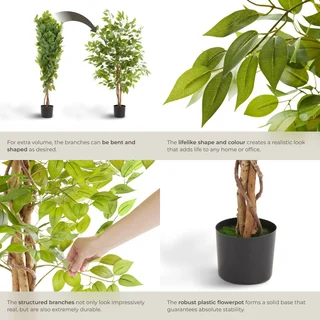 For extra volume, the branches can be bent and
shaped as desired.
The lifelike shape and colour creates a realistic look
that adds life to any home or office.
The structured branches not only look impressively
real, but are also extremely durable.
The robust plastic flowerpot forms a solid base that
guarantees absolute stability.